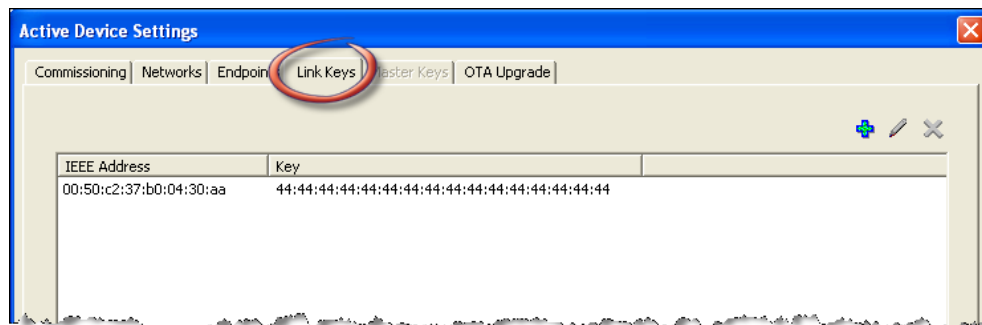 Active Device Settings
Commissioning Networks Endpoin Link Keys Master Keys OTA Upgrade
IEEE Address Key
00:50:c2:37:b0:04:30:aa 44:44:44:44:44:44:44:44:44:44:44:44:44:44:44:44